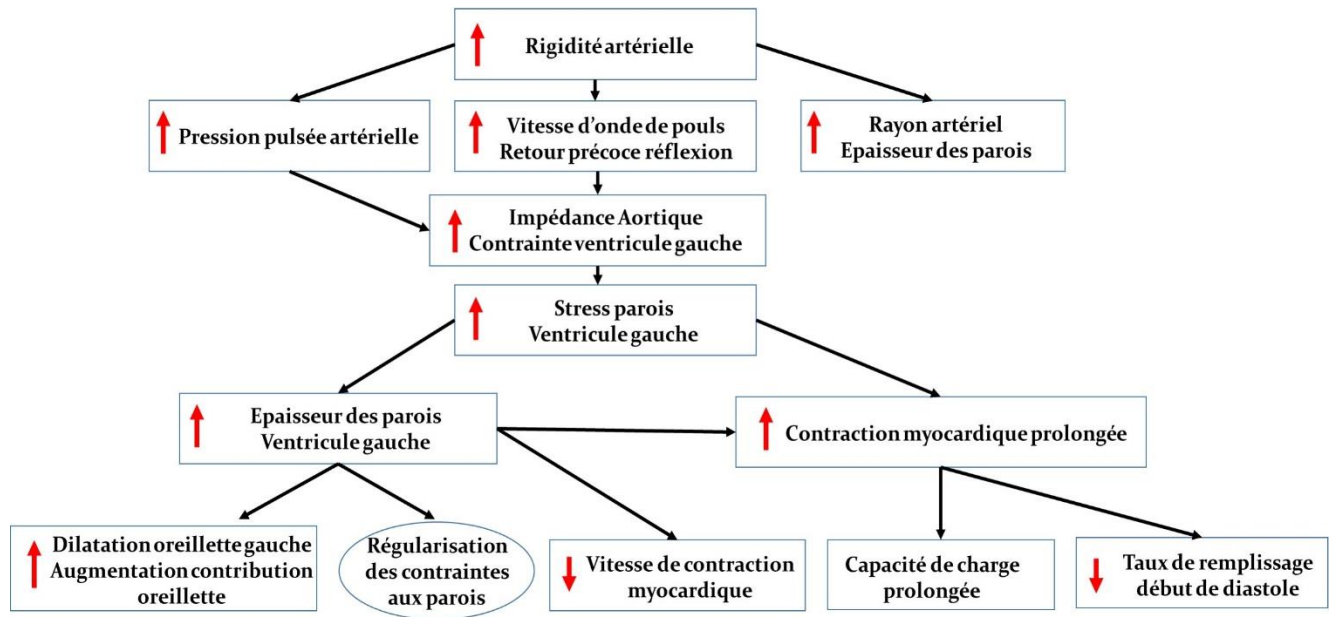 Rigidité artérielle
Pression pulsée artérielle
Vitesse d'onde de pouls
Retour précoce réflexion
Rayon artériel
Epaisseur des parois
Impédance Aortique
Contrainte ventricule gauche
Stress parois
Ventricule gauche
Epaisseur des parois
Ventricule gauche
Contraction myocardique prolongée
Dilatation oreillette gauche
Augmentation contribution
oreillette
Régularisation
des contraintes
aux parois
Vitesse de contraction
myocardique
Capacité de charge
prolongée
Taux de remplissage
début de diastole